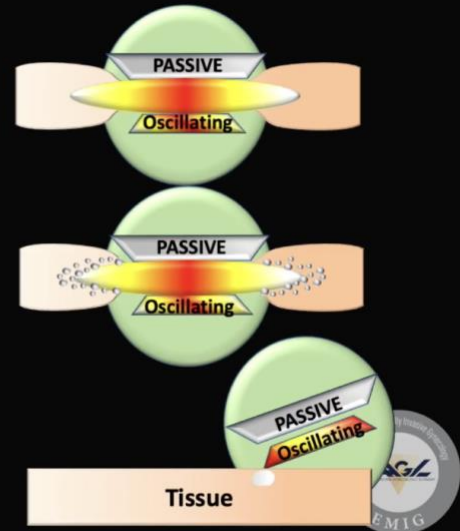 PASSIVE
Oscillating
PASSIVE
Oscillating
PASSIVE
Oscillating
Tissue
AGL
EMIG